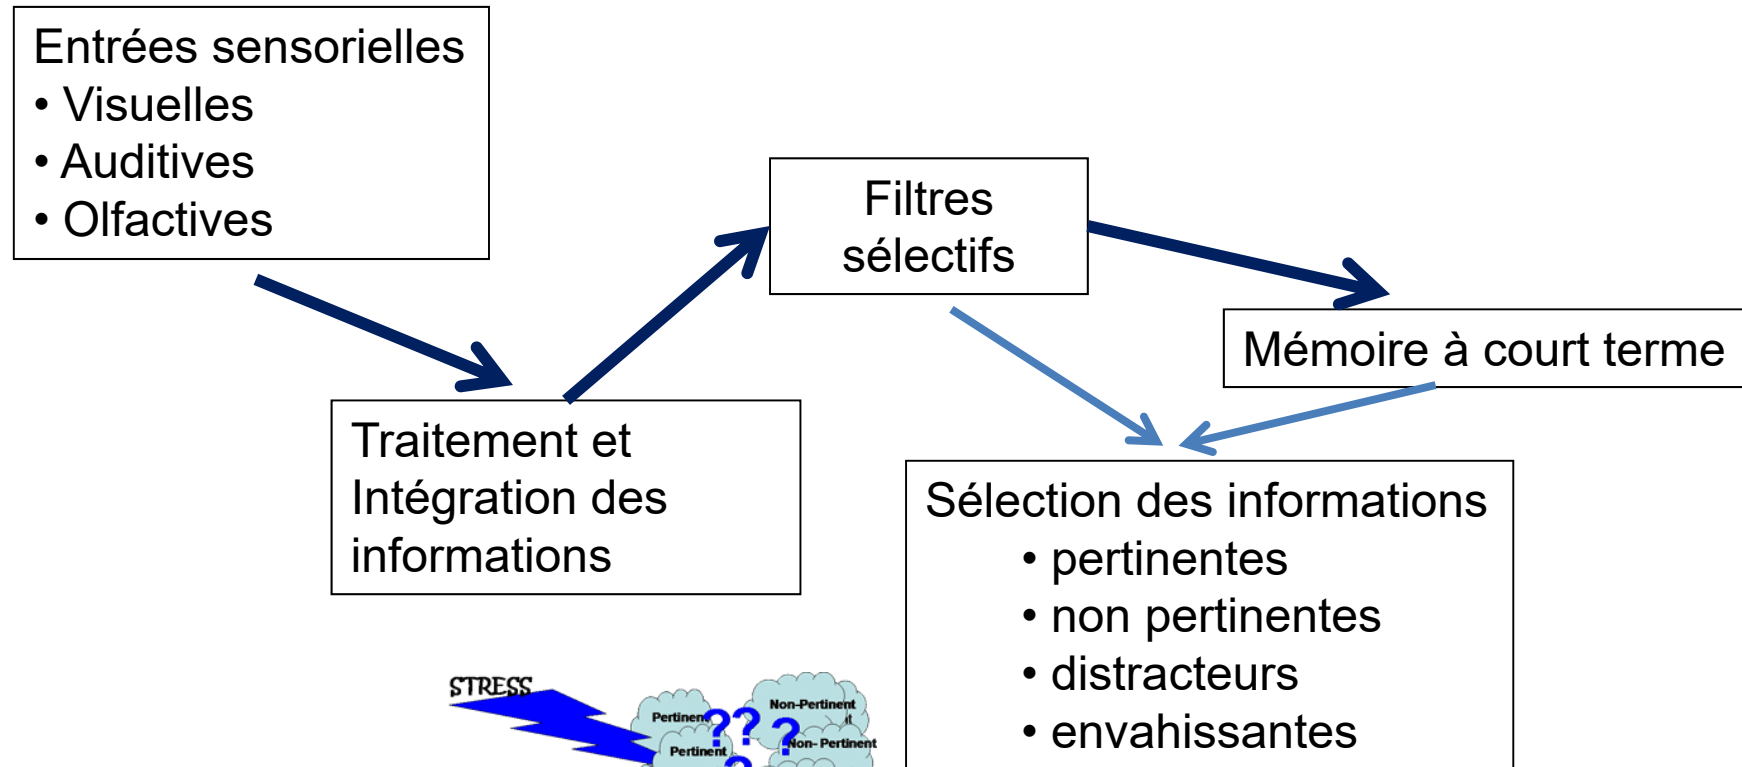 Entrées sensorielles
• Visuelles
• Auditives
• Olfactives
Filtres
sélectifs
Mémoire à court terme
Traitement et
Intégration des
informations
Sélection des informations
• pertinentes
• non pertinentes
• distracteurs
• envahissantes
STRESS
Pertinent
??
Non-Pertinent
?
Pertinent
Non- Pertinent
?